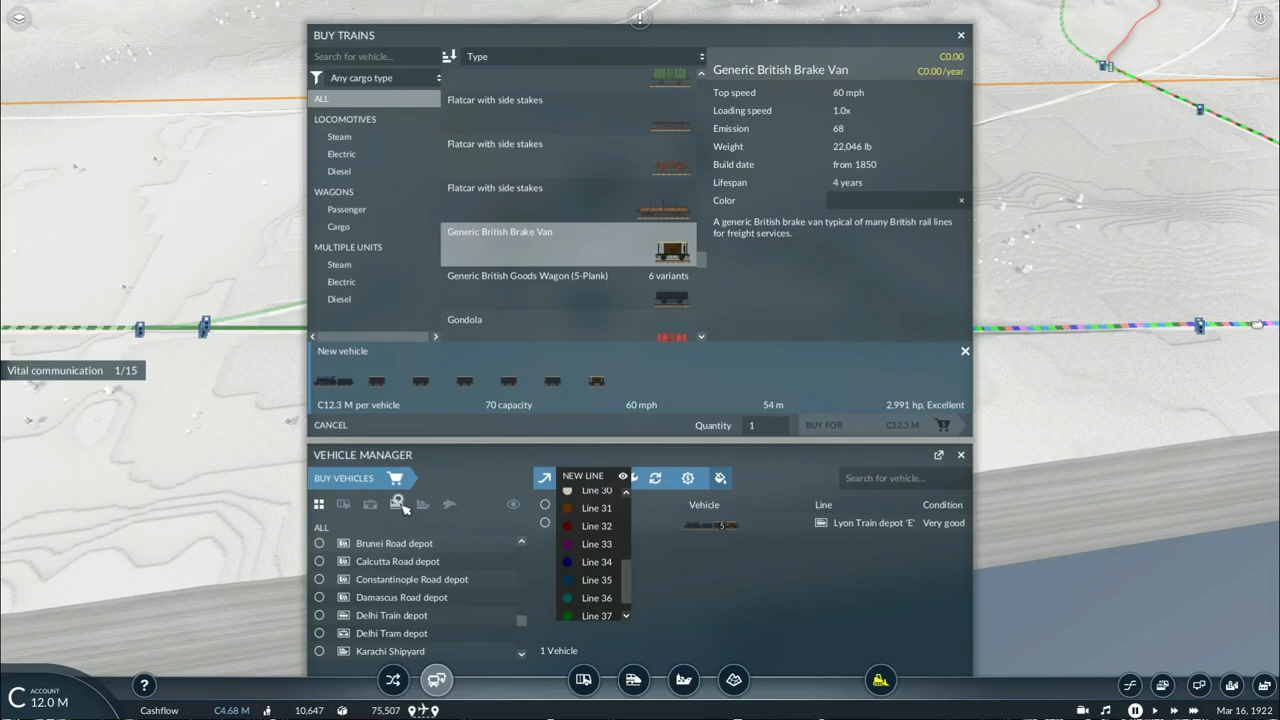 BUY TRAINS
Search for vehicle...
Type
Any cargo type
ALL
LOCOMOTIVES
Steam
Electric
Diesel
WAGONS
Passenger
Cargo
MULTIPLE UNITS
Steam
Electric
Diesel
Flatcar with side stakes
Flatcar with side stakes
Flatcar with side stakes
Generic British Brake Van
Generic British Goods Wagon (5-Plank) 6 variants
Gondola
C0.00
Generic British Brake Van C0.00/year
Top speed 60 mph
Loading speed 1.0x
Emission 68
Weight 22,046 lb
Build date from 1850
Lifespan 4 years
Color
A generic British brake van typical of many British rail lines
for freight services.
Vital communication 1/15
New vehicle
C12.3 M per vehicle 70 capacity 60 mph 54 m 2,991 hp, Excellent
CANCEL Quantity 1 BUY FOR C12.3 M
VEHICLE MANAGER
BUY VEHICLES
Search for vehicle...
ALL
Brunei Road depot
Calcutta Road depot
Constantinople Road depot
Damascus Road depot
Delhi Train depot
Delhi Tram depot
Karachi Shipyard
NEW LINE
Line 30
Line 31
Line 32
Line 33
Line 34
Line 35
Line 36
Line 37
Vehicle Line Condition
5 Lyon Train depot 'E' Very good
1 Vehicle
C ACCOUNT
12.0 M
?
Cashflow C4.68 M 10,647 75,507 Mar 16, 1922